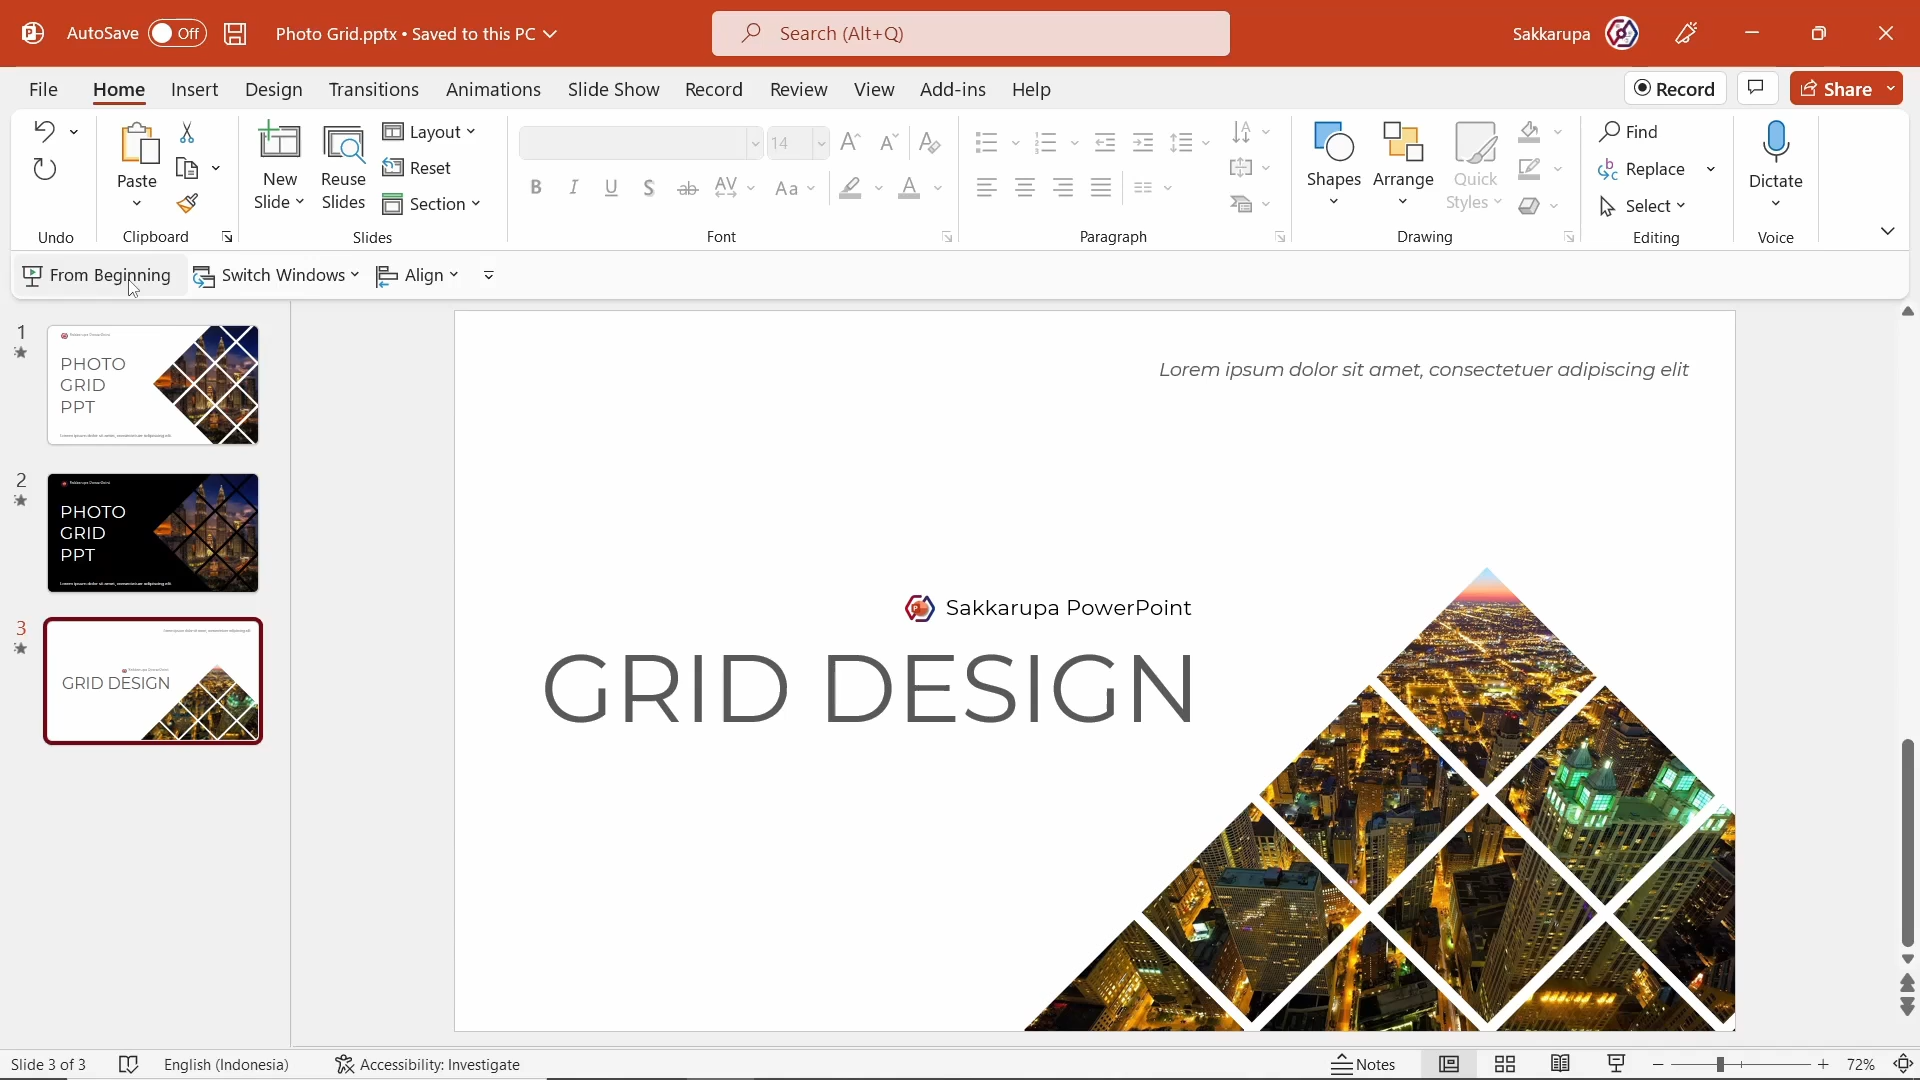 AutoSave Off Photo Grid.pptx • Saved to this PC Search (Alt+Q) Sakkarupa
File Home Insert Design Transitions Animations Slide Show Record Review View Add-ins Help Record Share
Paste
New Slide
Reuse Slides
Layout
Reset
Section
14
B I U S ab AV Aa A
Shapes
Arrange
Quick Styles
Find
Replace
Select
Dictate
Undo Clipboard Slides Font Paragraph Drawing Editing Voice
From Beginning Switch Windows Align
1
PHOTO
GRID
PPT
2
PHOTO
GRID
PPT
3
GRID DESIGN
Lorem ipsum dolor sit amet, consectetuer adipiscing elit
Sakkarupa PowerPoint
GRID DESIGN
Slide 3 of 3 English (Indonesia) Accessibility: Investigate Notes 72%